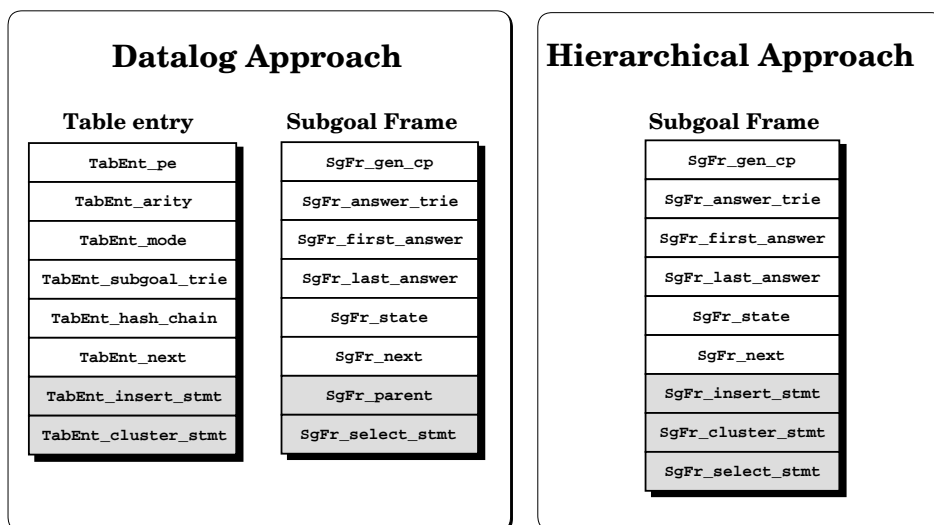 Datalog Approach
Table entry
TabEnt_pe
TabEnt_arity
TabEnt_mode
TabEnt_subgoal_trie
TabEnt_hash_chain
TabEnt_next
TabEnt_insert_stmt
TabEnt_cluster_stmt
Subgoal Frame
SgFr_gen_cp
SgFr_answer_trie
SgFr_first_answer
SgFr_last_answer
SgFr_state
SgFr_next
SgFr_parent
SgFr_select_stmt
Hierarchical Approach
Subgoal Frame
SgFr_gen_cp
SgFr_answer_trie
SgFr_first_answer
SgFr_last_answer
SgFr_state
SgFr_next
SgFr_insert_stmt
SgFr_cluster_stmt
SgFr_select_stmt